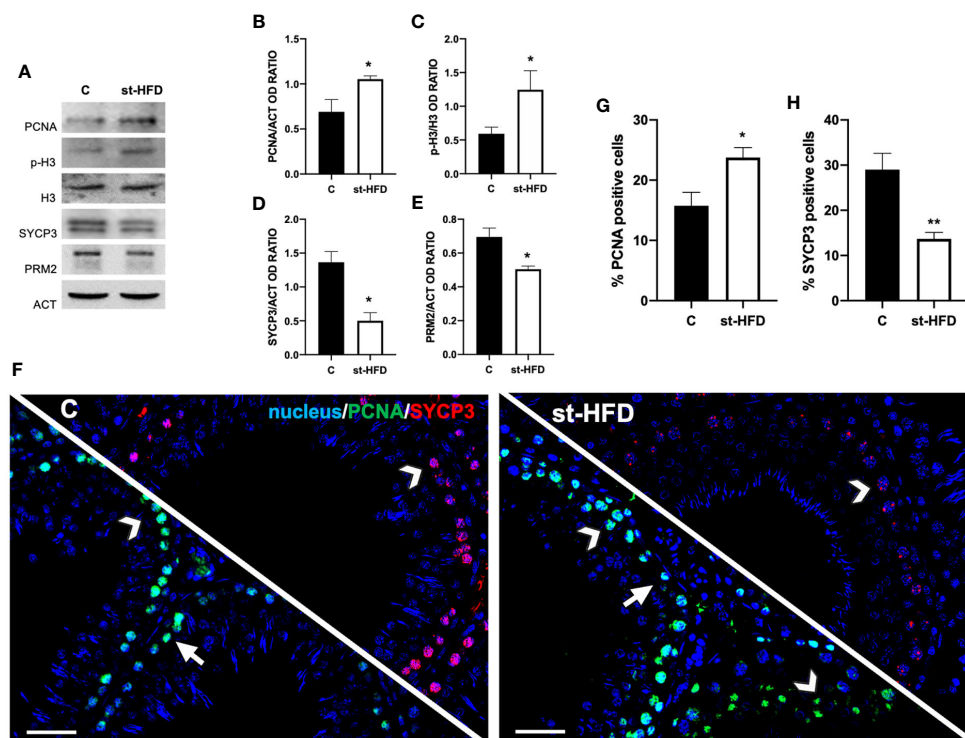 A
C st-HFD
PCNA
p-H3
H3
SYCP3
PRM2
ACT
B
PCNA/ACT OD RATIO
1.5
1.0
0.5
0.0
*
C st-HFD
C
p-H3/H3 OD RATIO
2.0
1.5
1.0
0.5
0.0
*
C st-HFD
D
SYCP3/ACT OD RATIO
2.0
1.5
1.0
0.5
0.0
*
C st-HFD
E
PRM2/ACT OD RATIO
0.8
0.6
0.4
0.2
0.0
*
C st-HFD
G
% PCNA positive cells
30
20
10
0
*
C st-HFD
H
% SYCP3 positive cells
40
30
20
10
0
**
C st-HFD
F
C
nucleus/PCNA/SYCP3
st-HFD